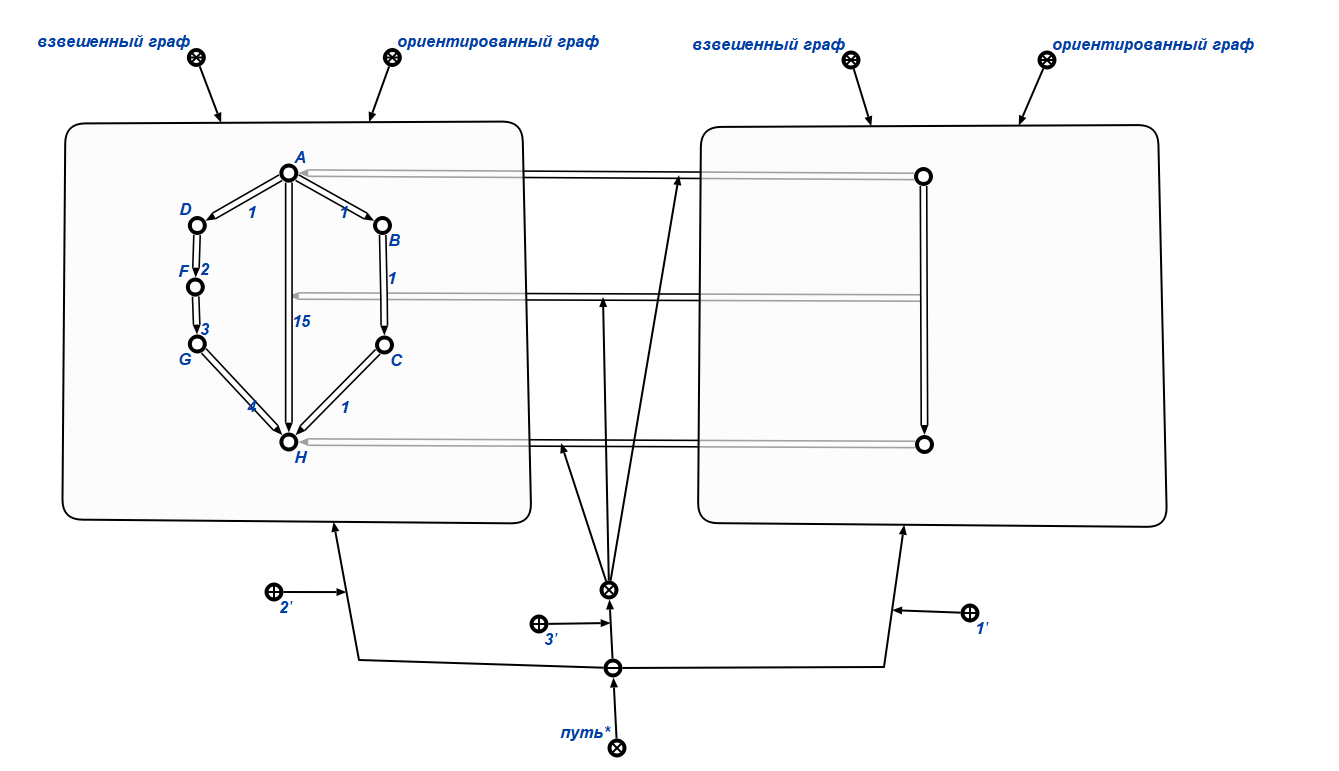 взвешенный граф
ориентированный граф
взвешенный граф
ориентированный граф
A
D
1
1
B
F
2
1
15
3
G
C
4
1
H
2'
3'
1'
путь*